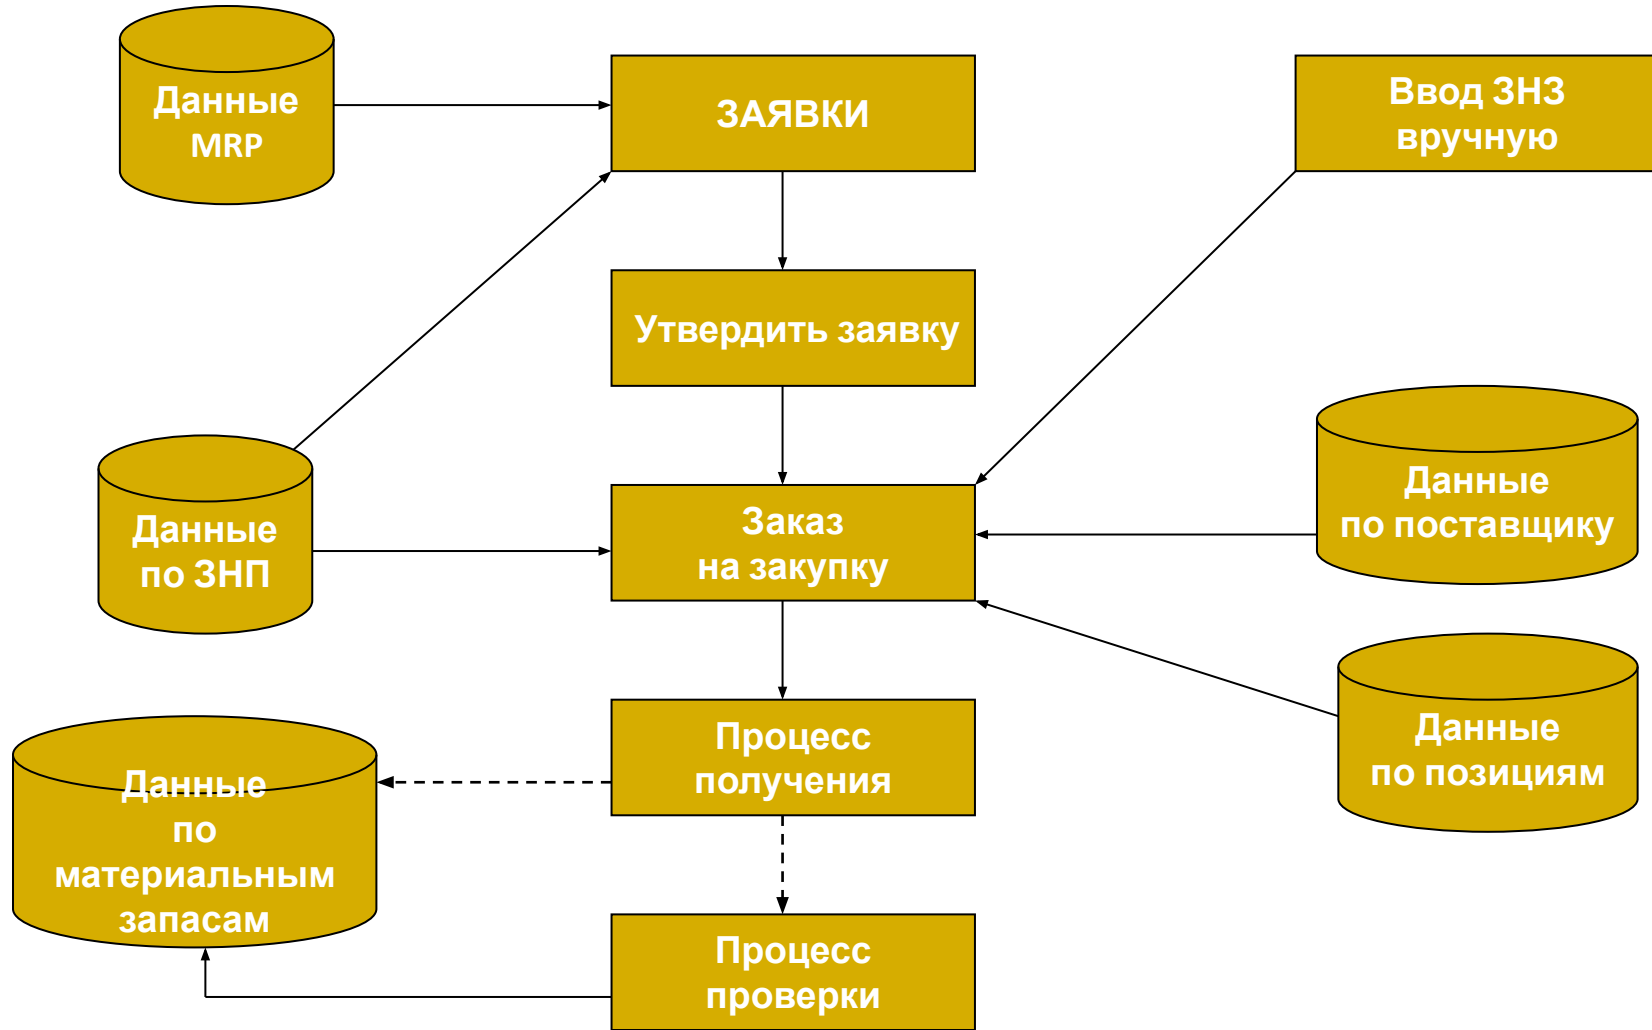 Данные
MRP
ЗАЯВКИ
Ввод ЗНЗ
вручную
Утвердить заявку
Данные
по ЗНП
Заказ
на закупку
Данные
по поставщику
Данные
по позициям
Процесс
получения
Данные
по
материальным
запасам
Процесс
проверки